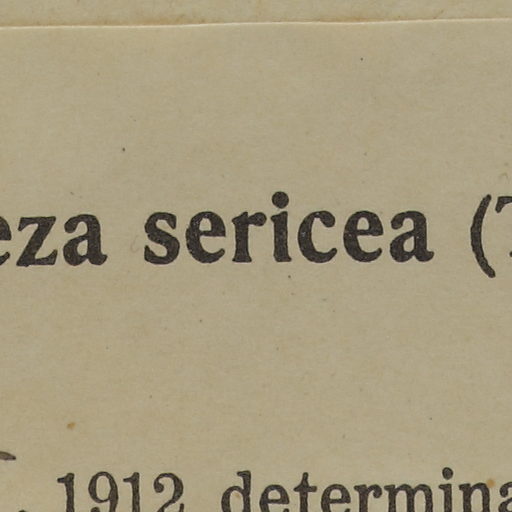 eza sericea (T
. 1912 determina